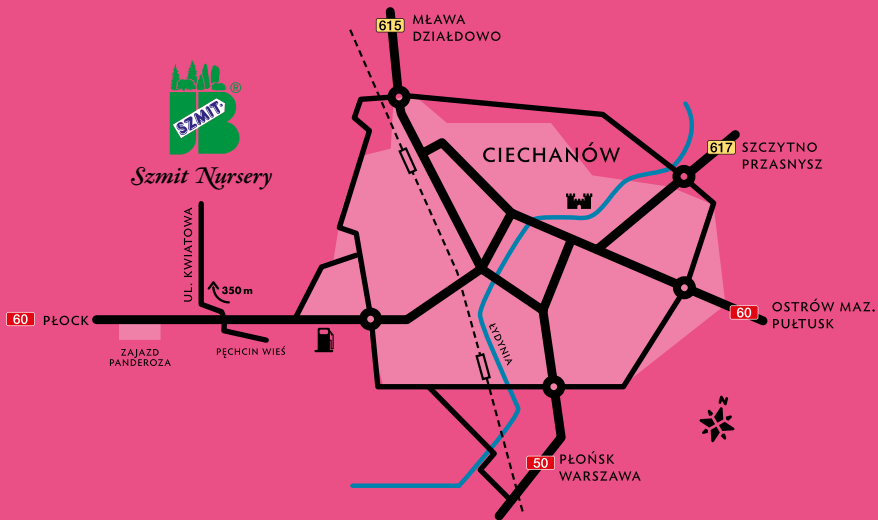 615
MŁAWA
DZIAŁDOWO
SZMIT
®
Szmit Nursery
CIECHANÓW
617
SZCZYTNO
PRZASNYSZ
UL. KWIATOWA
350 m
60
PŁOCK
ZAJAZD
PANDEROZA
PĘCHCIN WIEŚ
ŁYDYNIA
60
OSTRÓW MAZ.
PUŁTUSK
N
50
PŁOŃSK
WARSZAWA